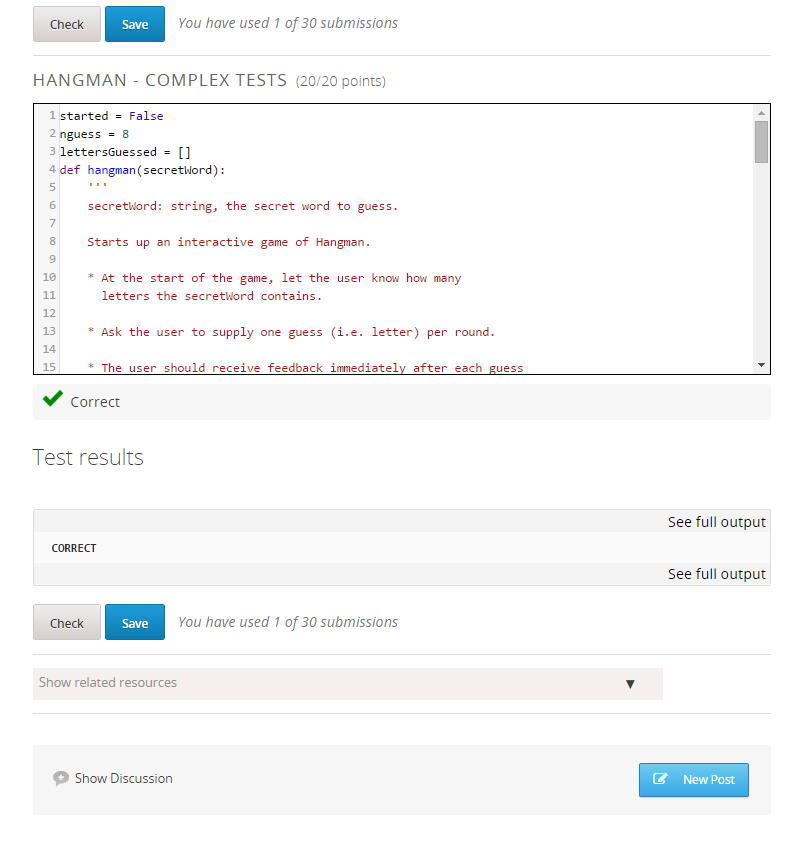 Check Save You have used 1 of 30 submissions
HANGMAN - COMPLEX TESTS (20/20 points)
1 started = False
2 nguess = 8
3 lettersGuessed = []
4 def hangman(secretWord):
5     '''
6     secretWord: string, the secret word to guess.
7
8     Starts up an interactive game of Hangman.
9
10     * At the start of the game, let the user know how many
11       letters the secretWord contains.
12
13     * Ask the user to supply one guess (i.e. letter) per round.
14
15     * The user should receive feedback immediately after each guess
Correct
Test results
See full output
CORRECT
See full output
Check Save You have used 1 of 30 submissions
Show related resources
Show Discussion New Post